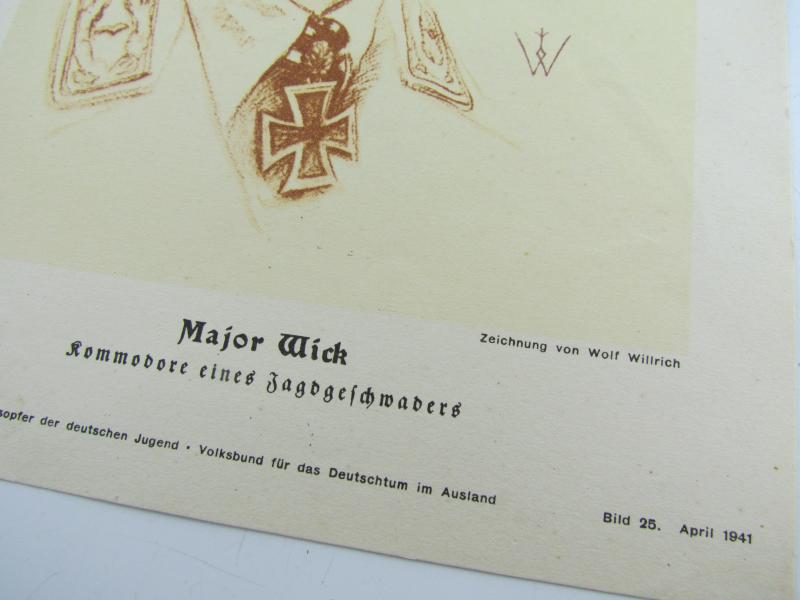 W
Zeichnung von Wolf Willrich
Major Wick
Kommodore eines Jagdgeschwaders
sopfer der deutschen Jugend · Volksbund für das Deutschtum im Ausland
Bild 25. April 1941